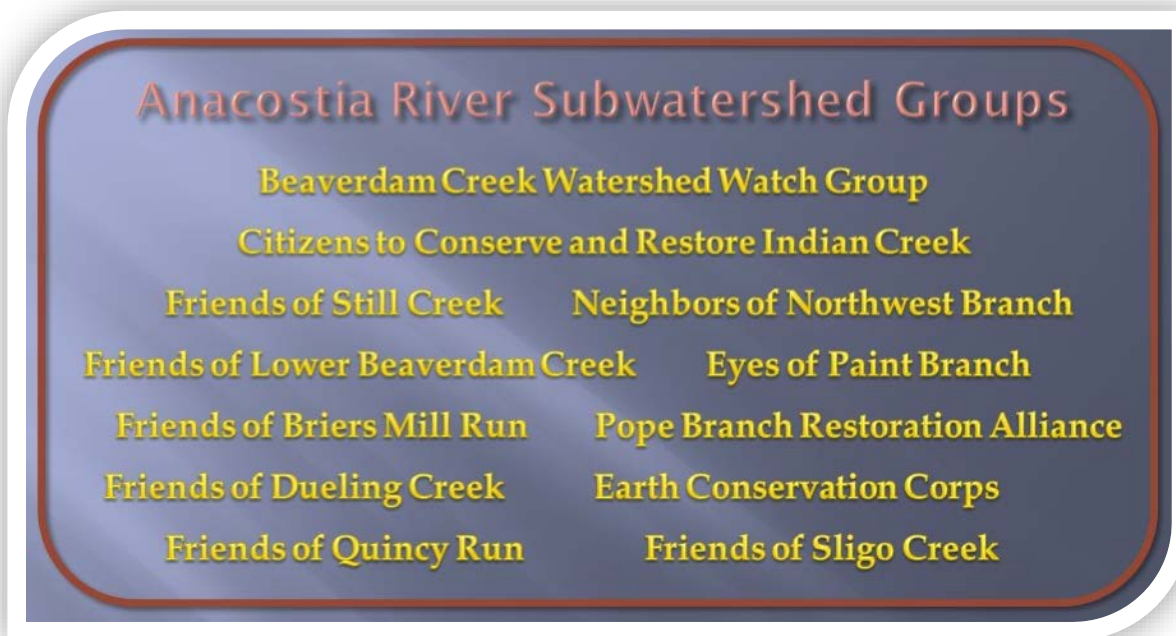 Anacostia River Subwatershed Groups
Beaverdam Creek Watershed Watch Group
Citizens to Conserve and Restore Indian Creek
Friends of Still Creek Neighbors of Northwest Branch
Friends of Lower Beaverdam Creek Eyes of Paint Branch
Friends of Briers Mill Run Pope Branch Restoration Alliance
Friends of Dueling Creek Earth Conservation Corps
Friends of Quincy Run Friends of Sligo Creek